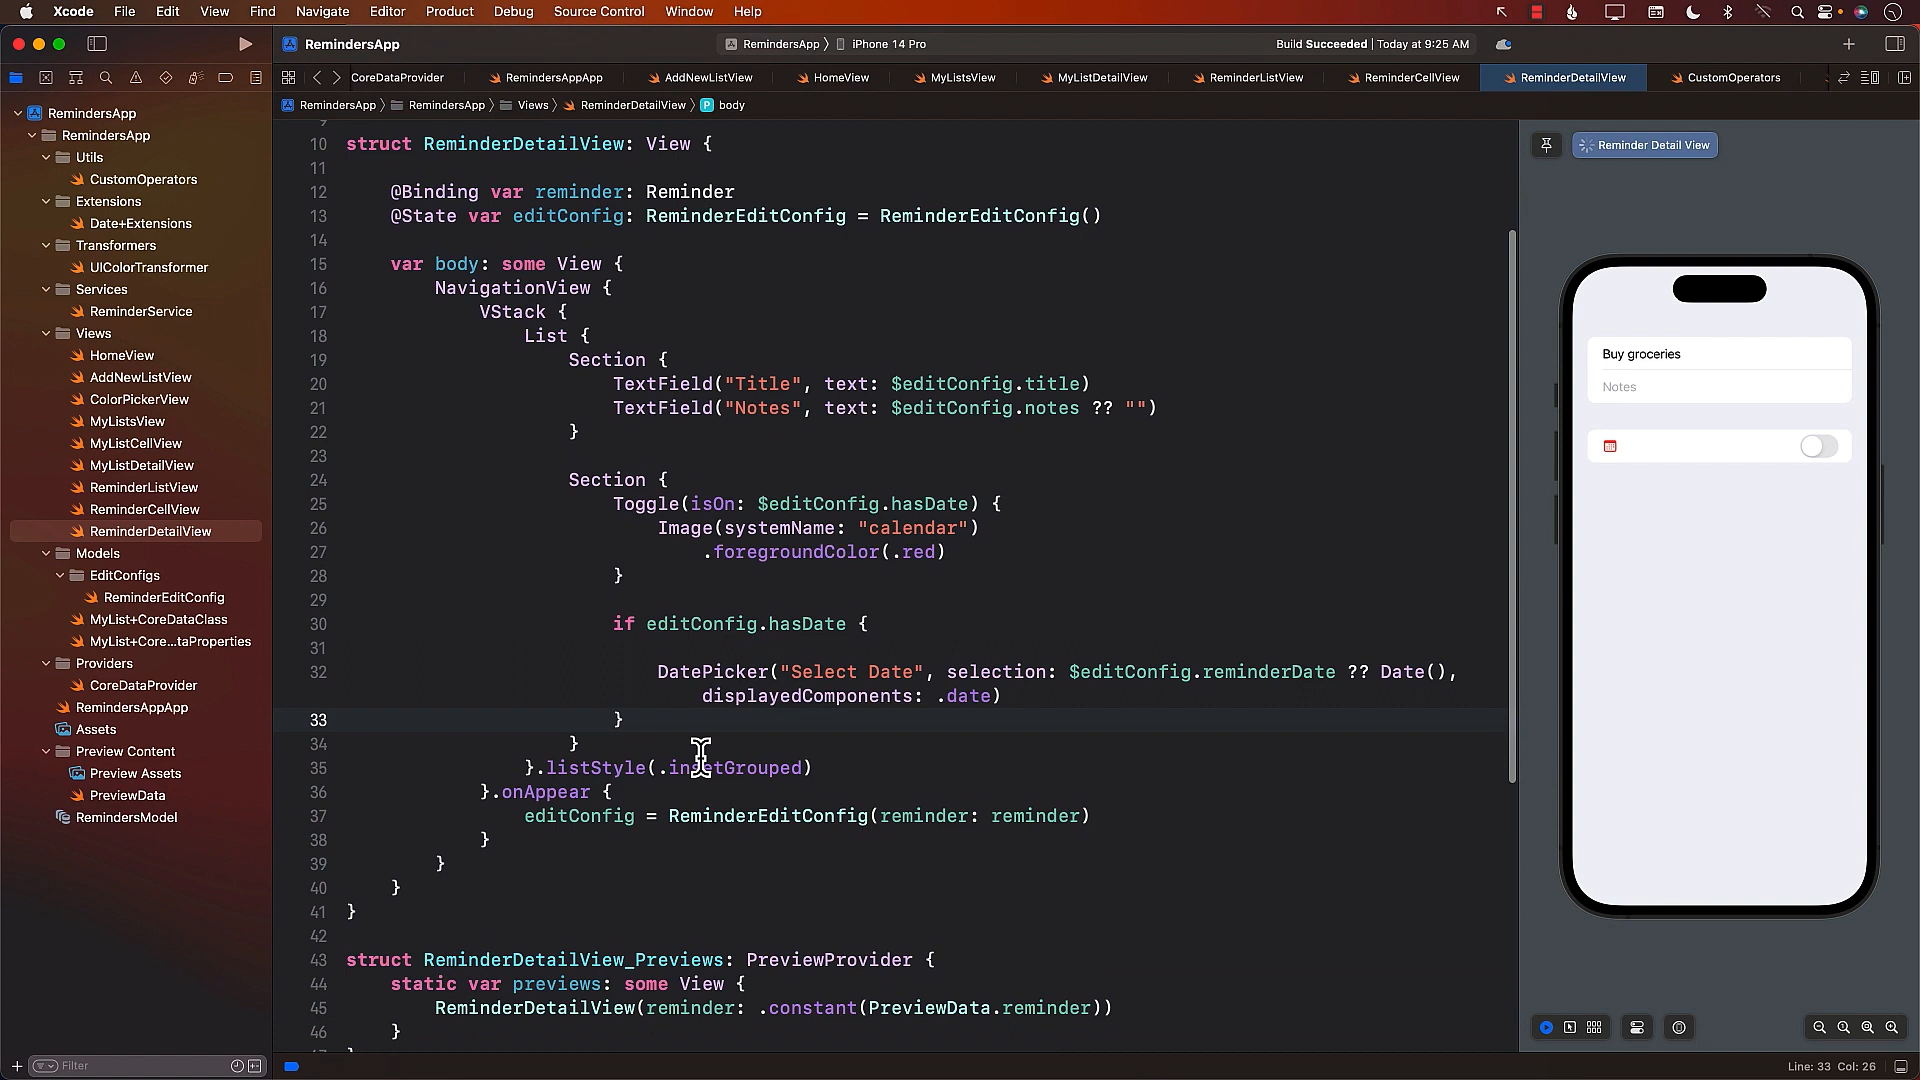 Xcode File Edit View Find Navigate Editor Product Debug Source Control Window Help
RemindersApp
RemindersApp 〉 iPhone 14 Pro
Build Succeeded | Today at 9:25 AM
CoreDataProvider RemindersAppApp AddNewListView HomeView MyListsView MyListDetailView ReminderListView ReminderCellView ReminderDetailView CustomOperators
RemindersApp 〉 RemindersApp 〉 Views 〉 ReminderDetailView 〉 P body
RemindersApp
RemindersApp
Utils
CustomOperators
Extensions
Date+Extensions
Transformers
UIColorTransformer
Services
ReminderService
Views
HomeView
AddNewListView
ColorPickerView
MyListsView
MyListCellView
MyListDetailView
ReminderListView
ReminderCellView
ReminderDetailView
Models
EditConfigs
ReminderEditConfig
MyList+CoreDataClass
MyList+Core...taProperties
Providers
CoreDataProvider
RemindersAppApp
Assets
Preview Content
Preview Assets
PreviewData
RemindersModel
Filter
9
10 struct ReminderDetailView: View {
11
12 @Binding var reminder: Reminder
13 @State var editConfig: ReminderEditConfig = ReminderEditConfig()
14
15 var body: some View {
16 NavigationView {
17 VStack {
18 List {
19 Section {
20 TextField("Title", text: $editConfig.title)
21 TextField("Notes", text: $editConfig.notes ?? "")
22 }
23
24 Section {
25 Toggle(isOn: $editConfig.hasDate) {
26 Image(systemName: "calendar")
27 .foregroundColor(.red)
28 }
29
30 if editConfig.hasDate {
31
32 DatePicker("Select Date", selection: $editConfig.reminderDate ?? Date(),
displayedComponents: .date)
33 }
34 }
35 }.listStyle(.insetGrouped)
36 }.onAppear {
37 editConfig = ReminderEditConfig(reminder: reminder)
38 }
39 }
40 }
41 }
42
43 struct ReminderDetailView_Previews: PreviewProvider {
44 static var previews: some View {
45 ReminderDetailView(reminder: .constant(PreviewData.reminder))
46 }
Reminder Detail View
Buy groceries
Notes
Line: 33 Col: 26